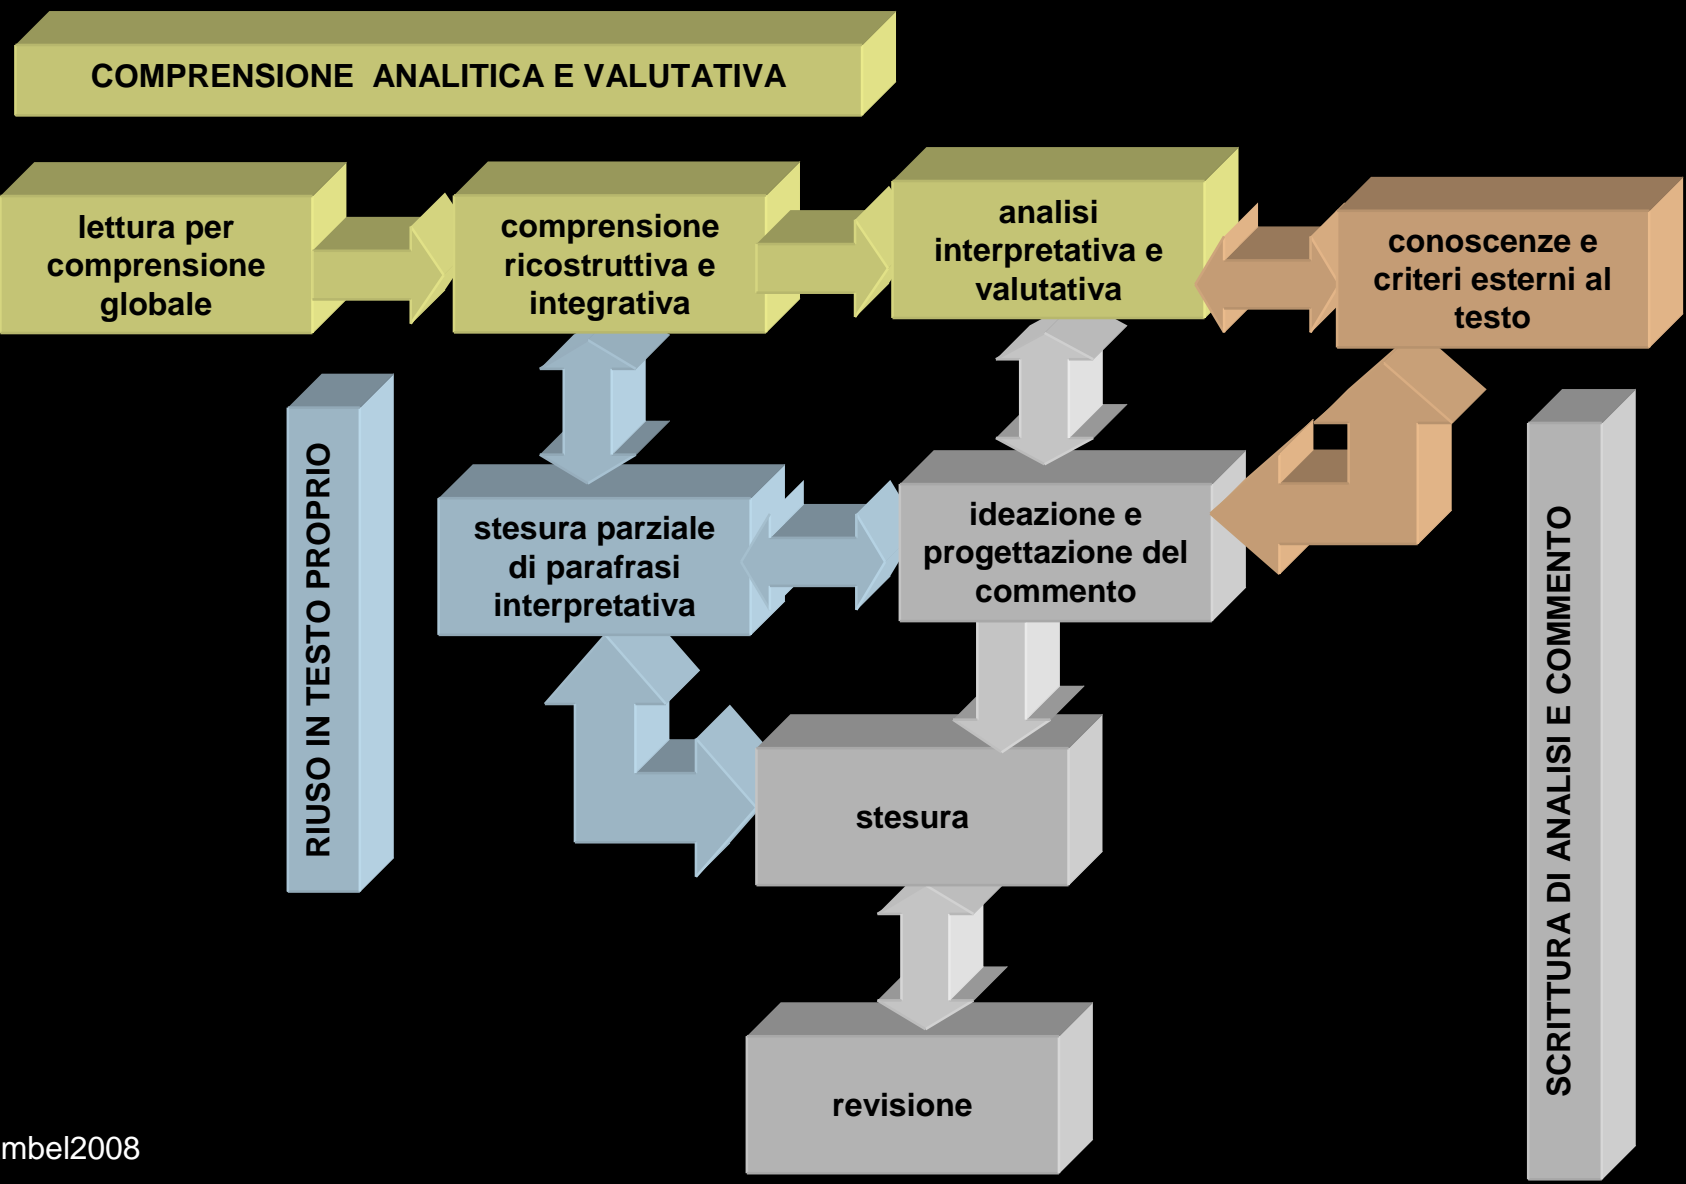 COMPRENSIONE  ANALITICA E VALUTATIVA
lettura per
comprensione
globale
comprensione
ricostruttiva e
integrativa
analisi
interpretativa e
valutativa
conoscenze e
criteri esterni al
testo
RIUSO IN TESTO PROPRIO
stesura parziale
di parafrasi
interpretativa
ideazione e
progettazione del
commento
SCRITTURA DI ANALISI E COMMENTO
stesura
revisione
mbel2008